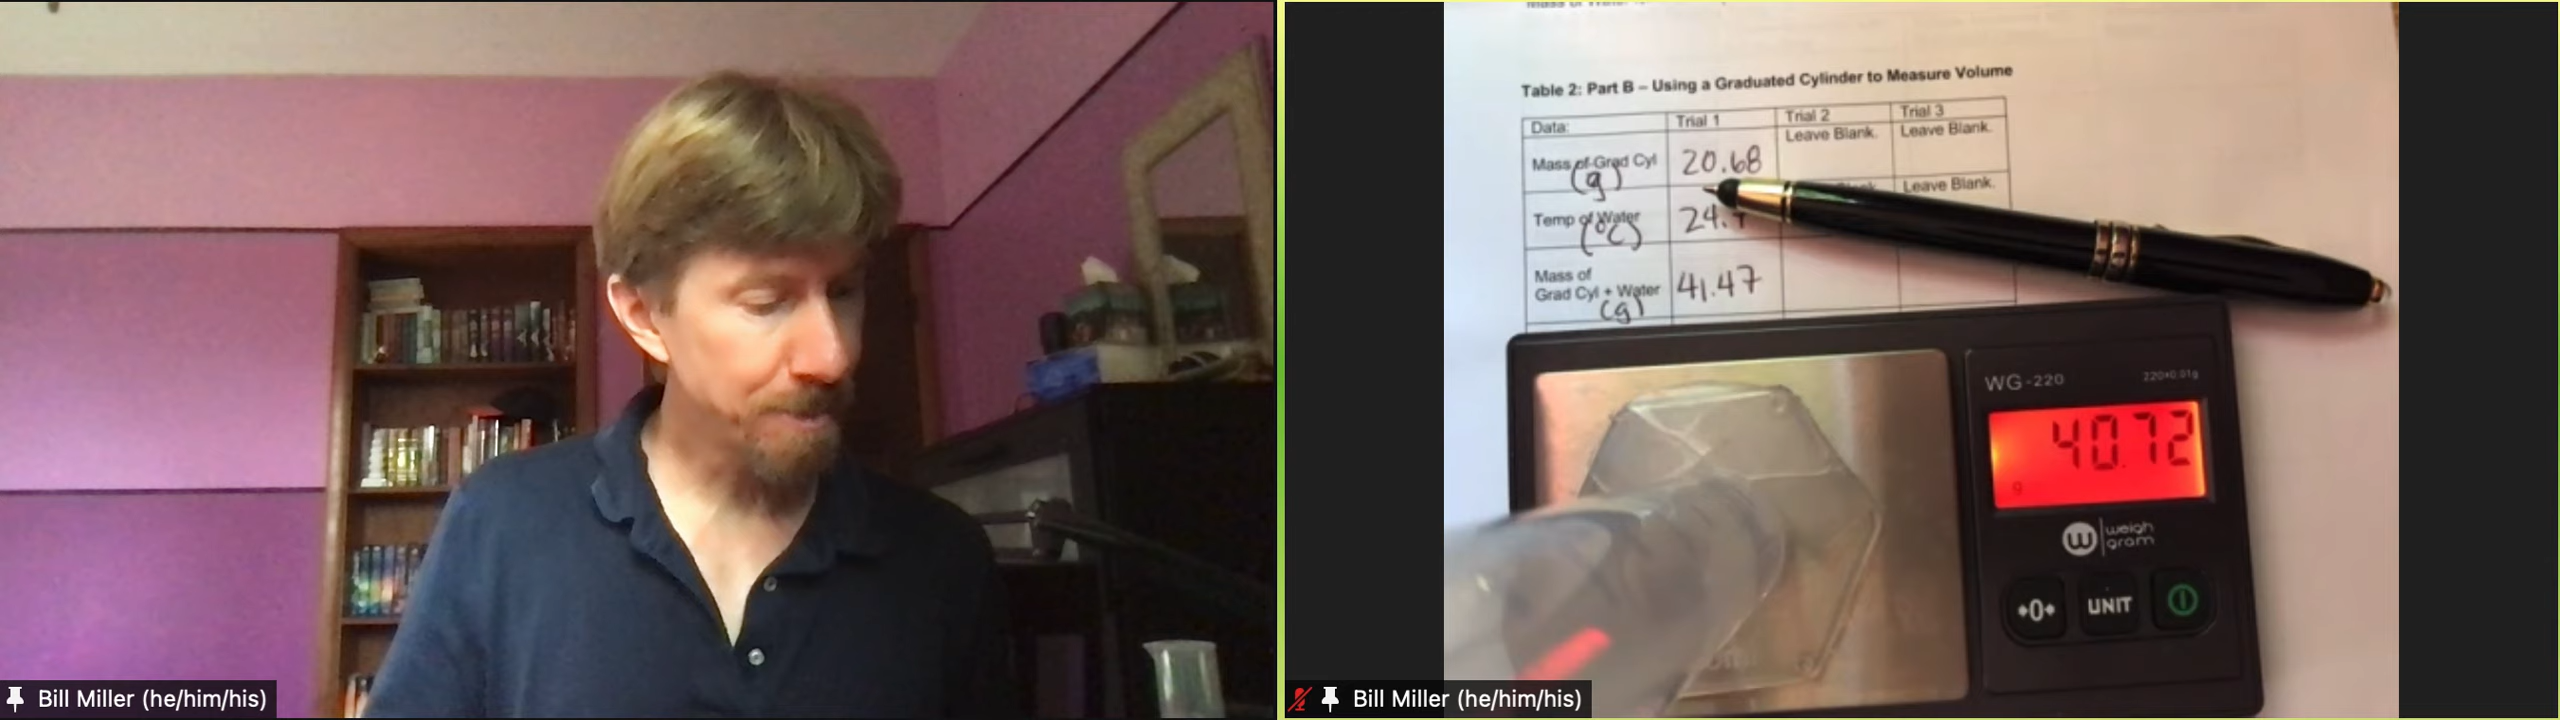 Bill Miller (he/him/his)
Table 2: Part B – Using a Graduated Cylinder to Measure Volume
Data:
Trial 1
Trial 2
Trial 3
Leave Blank.
Leave Blank.
Mass of Grad Cyl
(g)
20.68
Leave Blank.
Temp of Water
(°C)
24.
Mass of
Grad Cyl + Water
(g)
41.47
WG-220
220×0.01g
40.72
g
w weigh
gram
→0←
UNIT
Bill Miller (he/him/his)